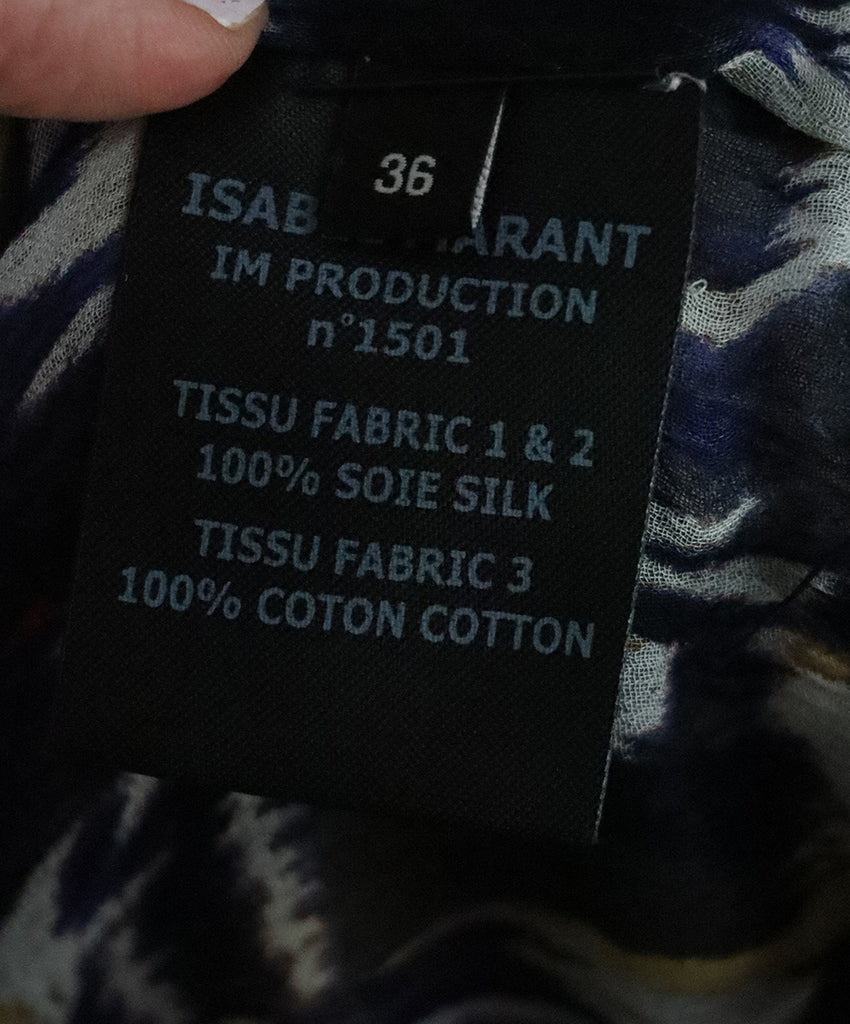 36
ISAB ARANT
IM PRODUCTION
n°1501
TISSU FABRIC 1 & 2
100% SOIE SILK
TISSU FABRIC 3
100% COTON COTTON